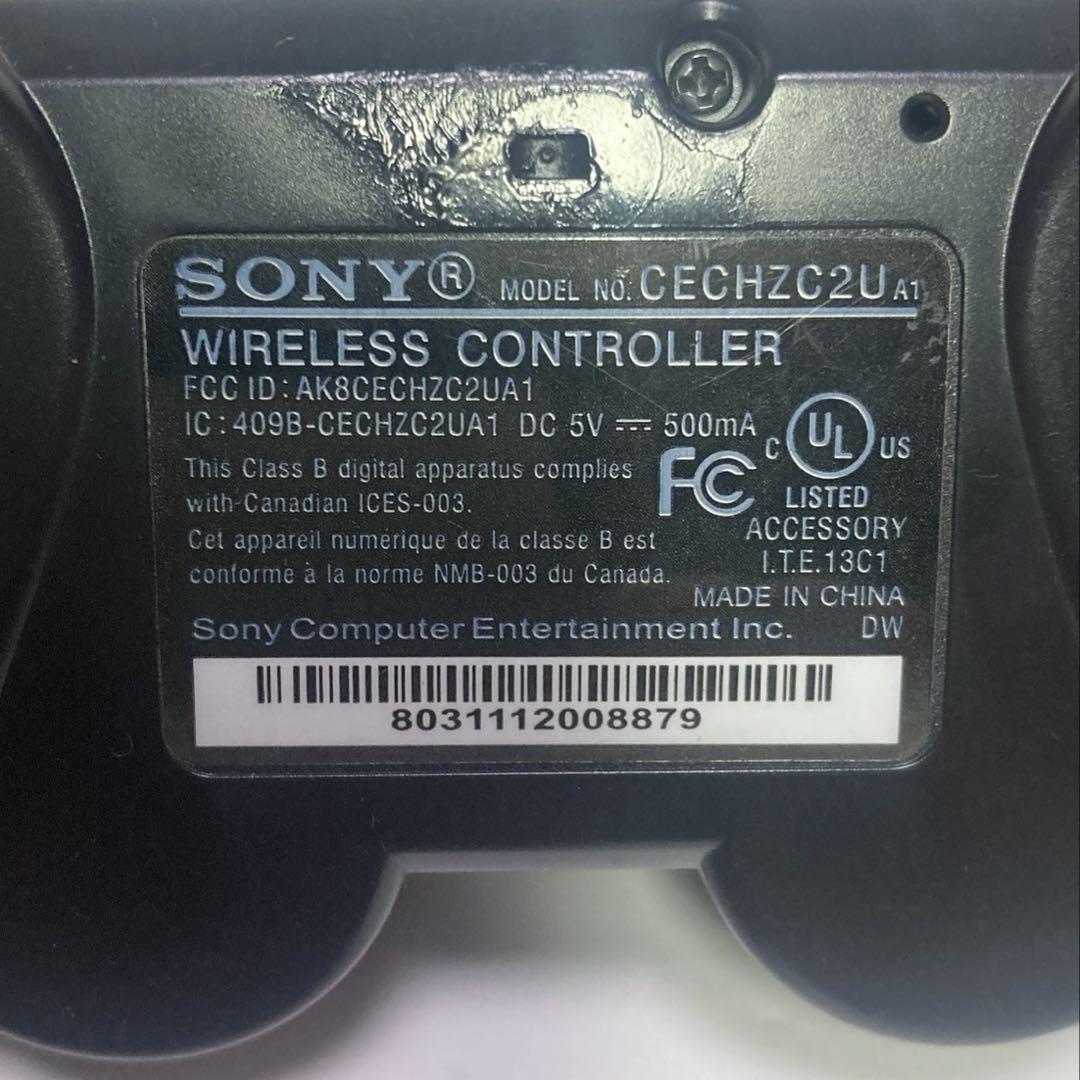 SONY® MODEL NO. CECHZC2U A1
WIRELESS CONTROLLER
FCC ID : AK8CECHZC2UA1
IC : 409B-CECHZC2UA1 DC 5V ⎓ 500mA
This Class B digital apparatus complies
with Canadian ICES-003.
Cet appareil numérique de la classe B est
conforme à la norme NMB-003 du Canada.
FC
C UL US
LISTED
ACCESSORY
I.T.E.13C1
MADE IN CHINA
Sony Computer Entertainment Inc. DW
8031112008879